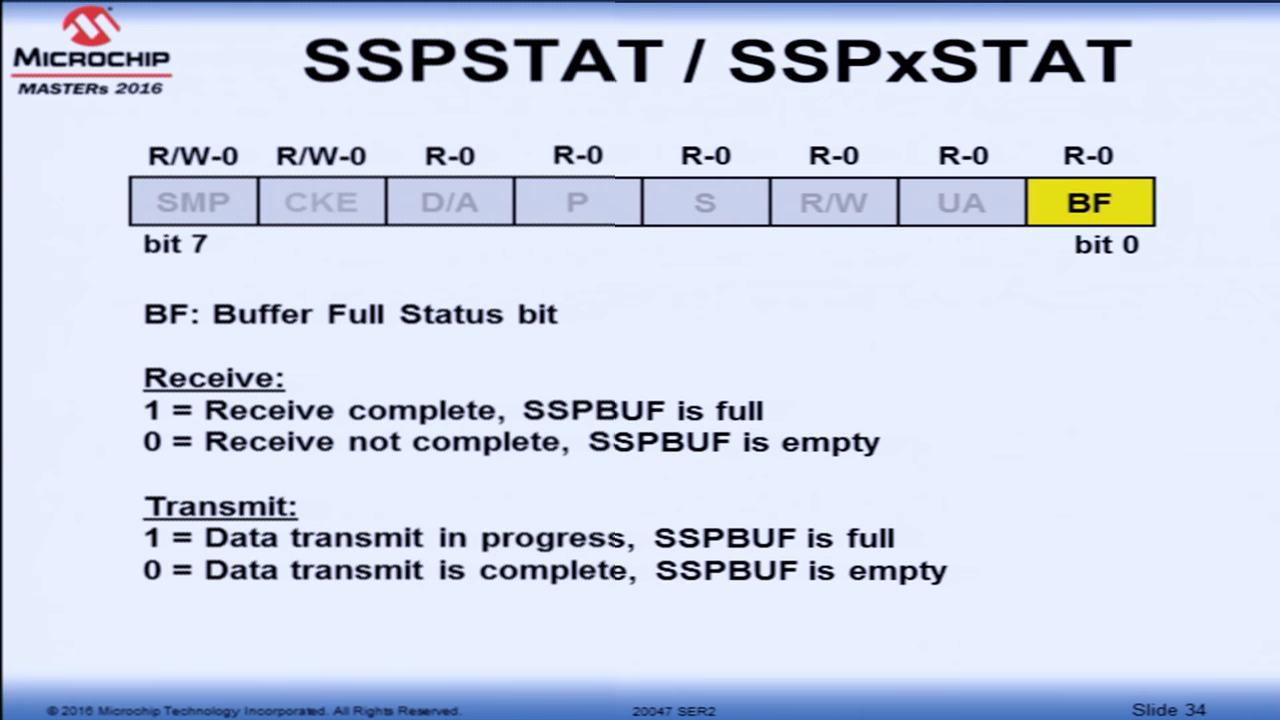 MICROCHIP
MASTERs 2016
SSPSTAT / SSPxSTAT
R/W-0 R/W-0 R-0 R-0 R-0 R-0 R-0 R-0
SMP CKE D/A P S R/W UA BF
bit 7 bit 0
BF: Buffer Full Status bit
Receive:
1 = Receive complete, SSPBUF is full
0 = Receive not complete, SSPBUF is empty
Transmit:
1 = Data transmit in progress, SSPBUF is full
0 = Data transmit is complete, SSPBUF is empty
© 2016 Microchip Technology Incorporated. All Rights Reserved. 20047 SER2 Slide 34